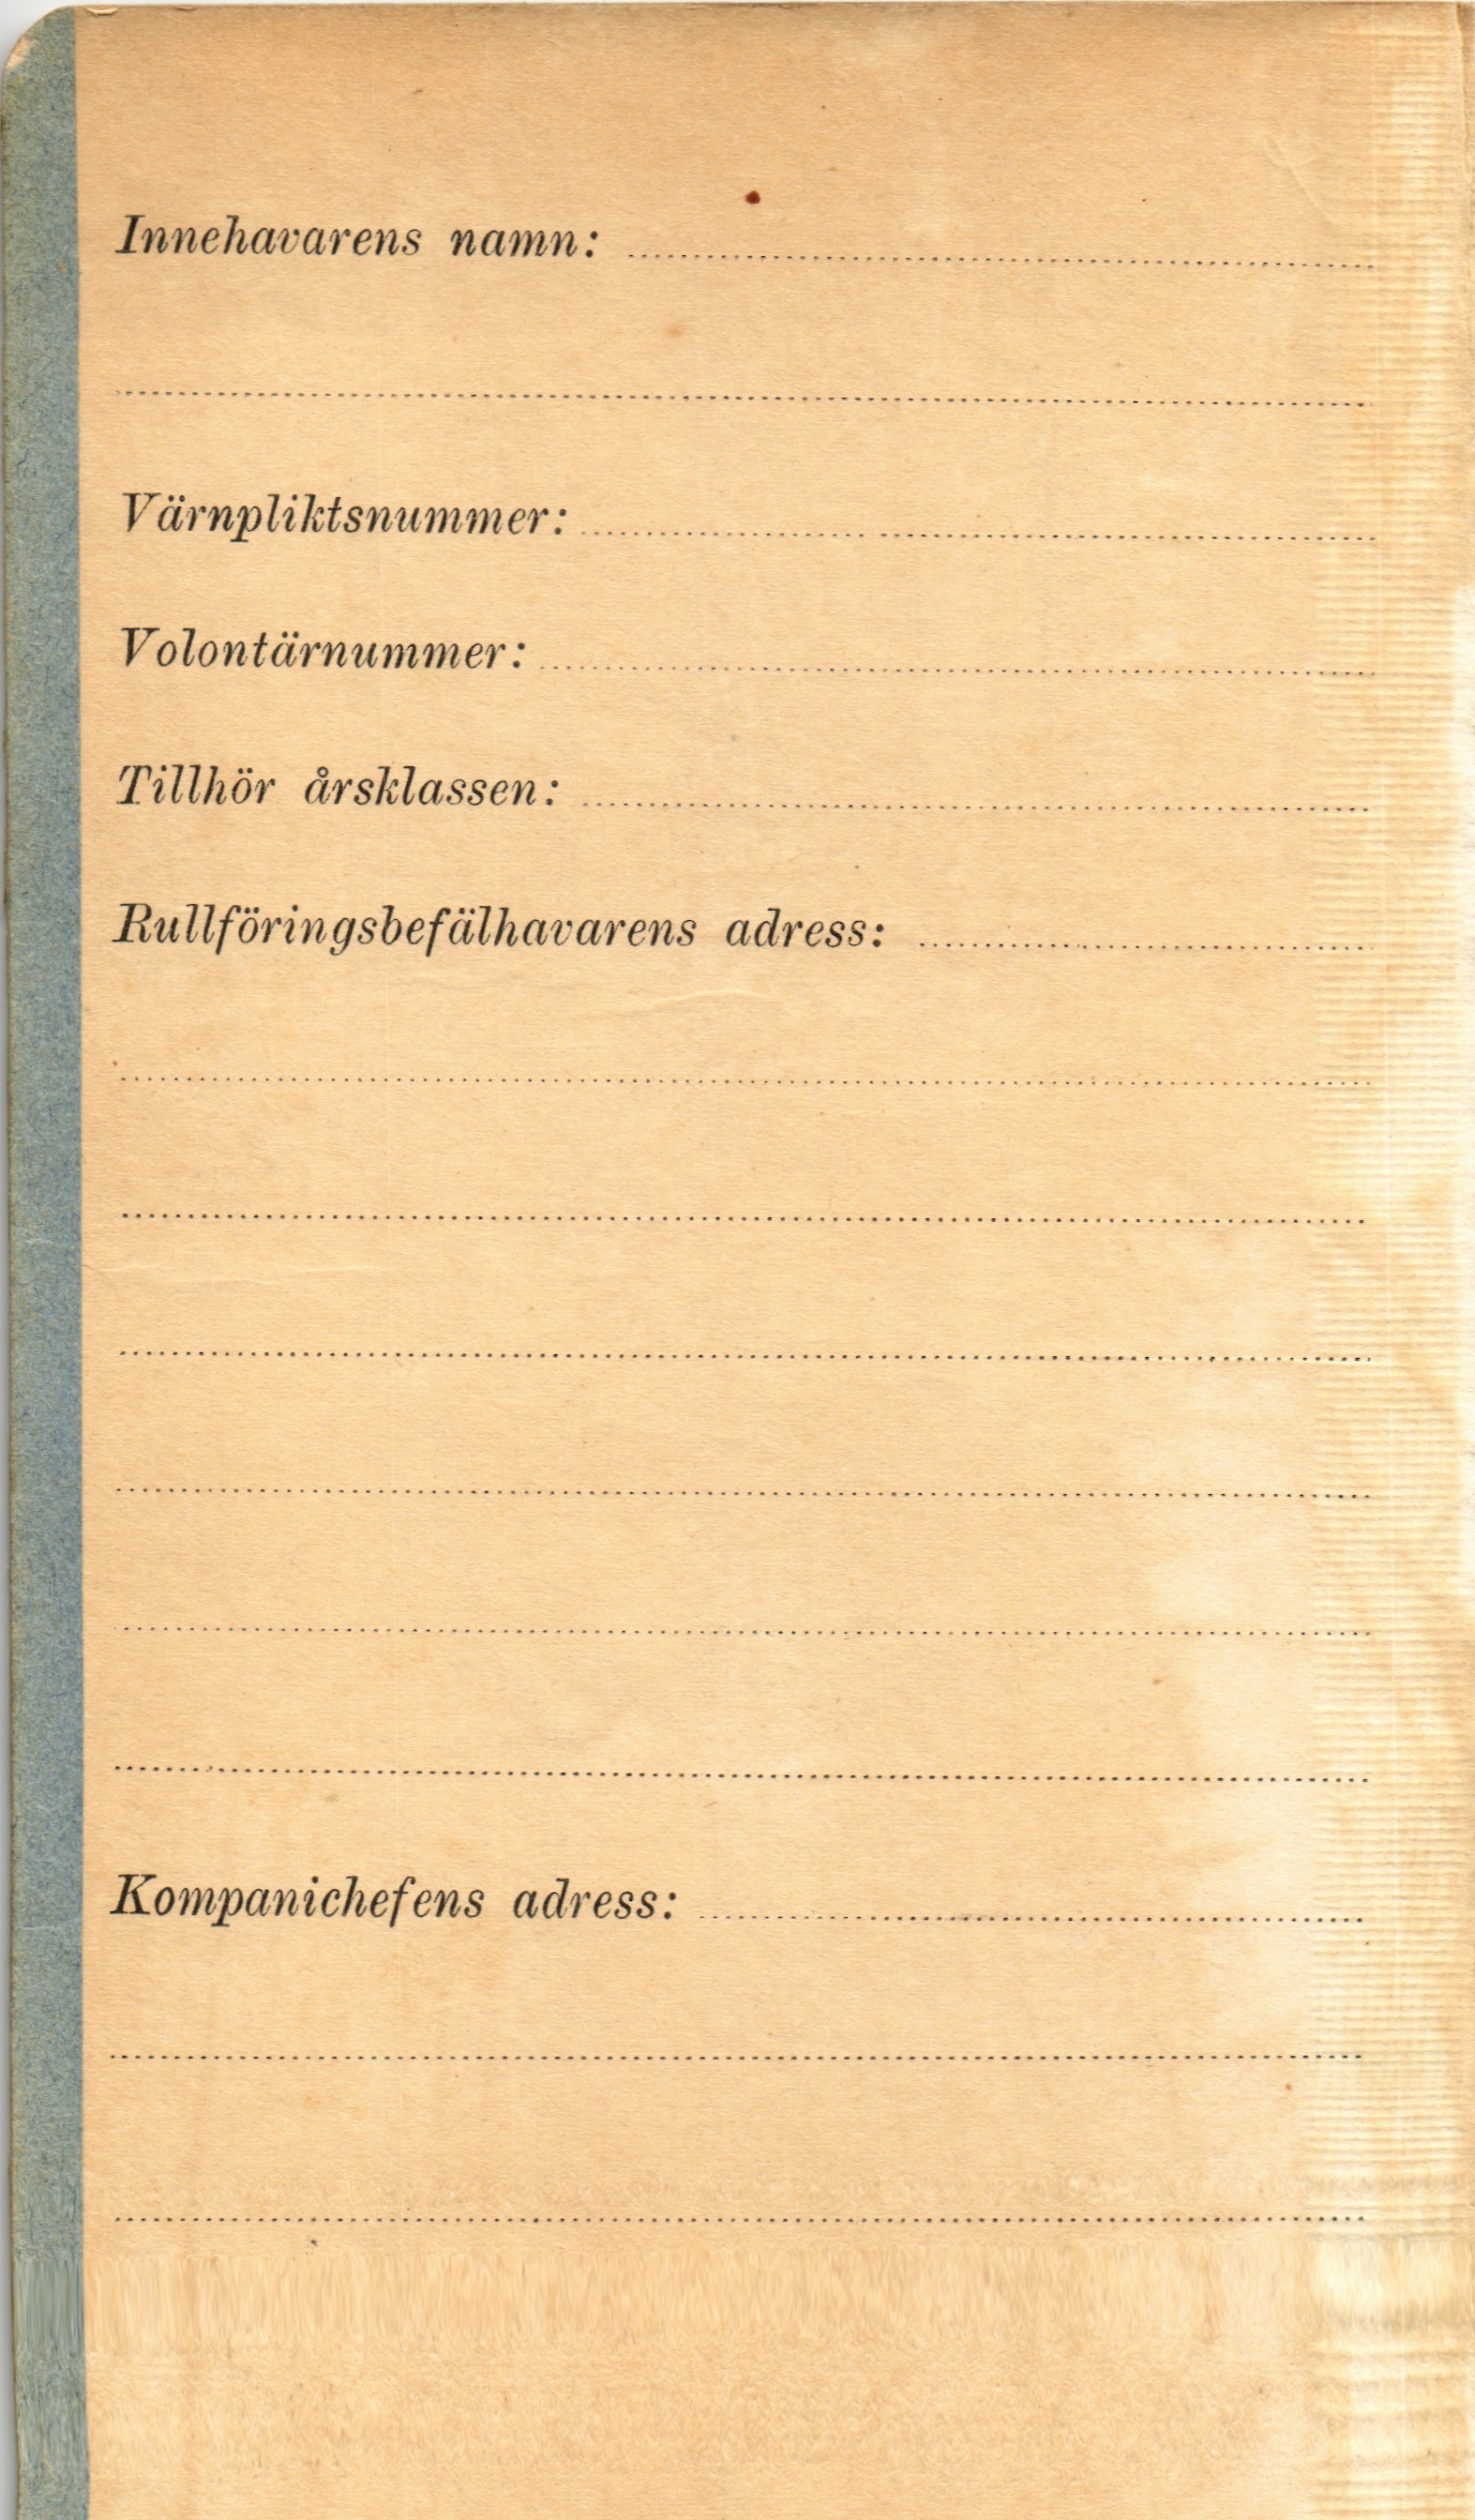 Innehavarens namn:
Värnpliktsnummer:
Volontärnummer:
Tillhör årsklassen:
Rullföringsbefälhavarens adress:
Kompanichefens adress: